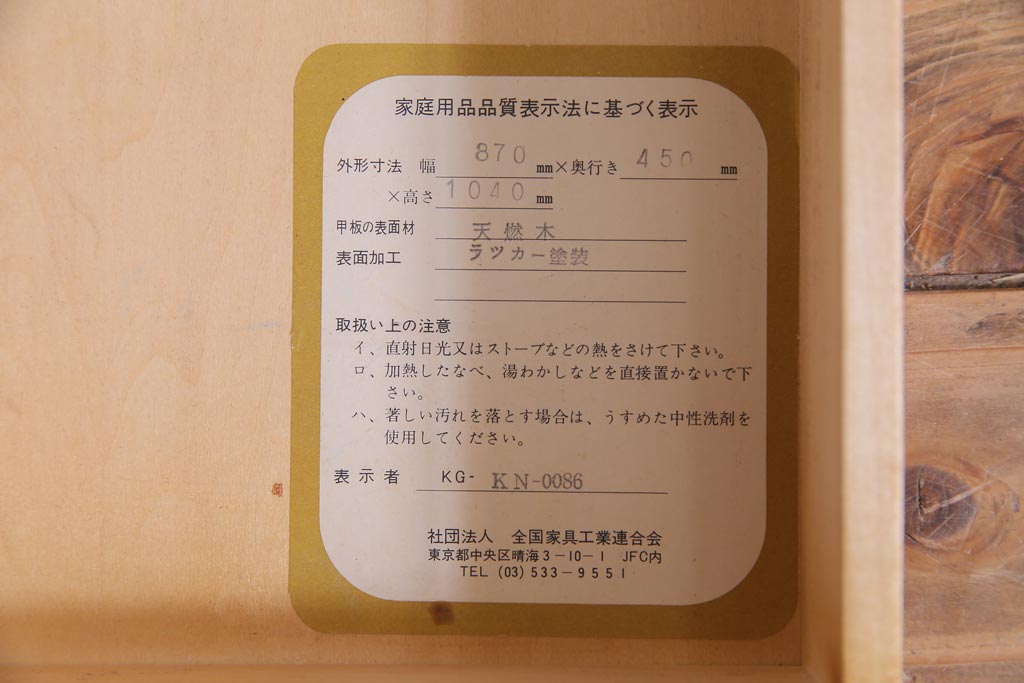 家庭用品品質表示法に基づく表示
外形寸法 幅 870 mm×奥行き 450 mm
×高さ 1040 mm
甲板の表面材 天燃木
表面加工 ラツカー塗装
取扱い上の注意
イ、直射日光又はストーブなどの熱をさけて下さい。
ロ、加熱したなべ、湯わかしなどを直接置かないで下
さい。
ハ、著しい汚れを落とす場合は、うすめた中性洗剤を
使用してください。
表示者 KG- KN-0086
社団法人 全国家具工業連合会
東京都中央区晴海3-10-1 JFC内
TEL (03)533-9551